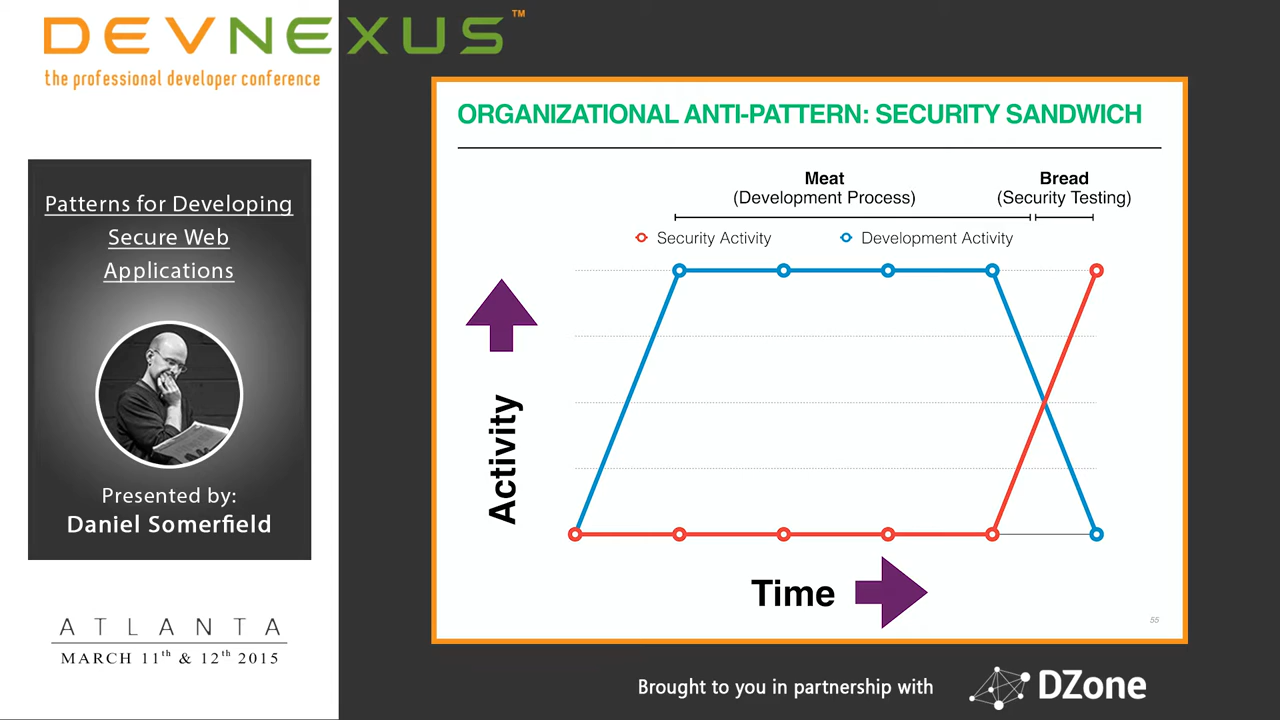 DEVNEXUS™
the professional developer conference
Patterns for Developing
Secure Web
Applications
Presented by:
Daniel Somerfield
ATLANTA
MARCH 11th & 12th 2015
ORGANIZATIONAL ANTI-PATTERN: SECURITY SANDWICH
Meat
(Development Process)
Bread
(Security Testing)
Security Activity
Development Activity
Activity
Time
55
Brought to you in partnership with
DZone